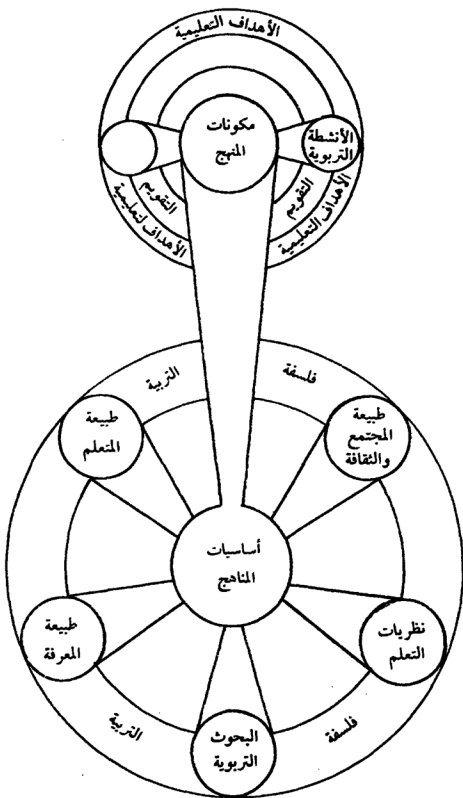 الأهداف التعليمية
مكونات
المنهج
الأنشطة
التربوية
التقويم
الأهداف التعليمية
التقويم
الأهداف لتعليمية
فلسفة
التربية
طبيعة
المجتمع
والثقافة
طبيعة
المتعلم
أساسيات
المناهج
نظريات
التعلم
طبيعة
المعرفة
البحوث
التربوية
فلسفة
التربية